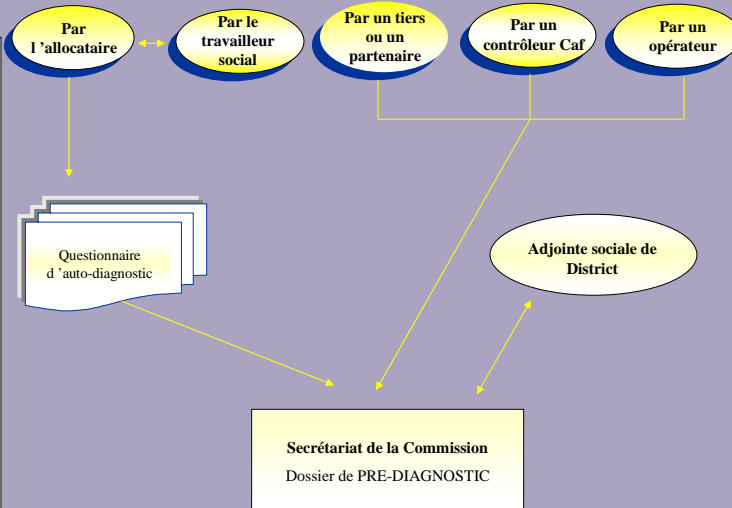 Par
l ’allocataire
Par le
travailleur
social
Par un tiers
ou un
partenaire
Par un
contrôleur Caf
Par un
opérateur
Questionnaire
d ’auto-diagnostic
Adjointe sociale de
District
Secrétariat de la Commission
Dossier de PRE-DIAGNOSTIC